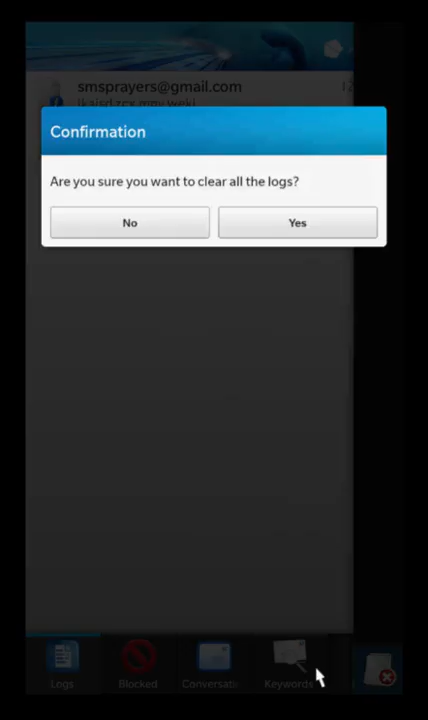 smsprayers@gmail.com
Confirmation
Are you sure you want to clear all the logs?
No
Yes
Logs
Blocked
Conversatio
Keywords